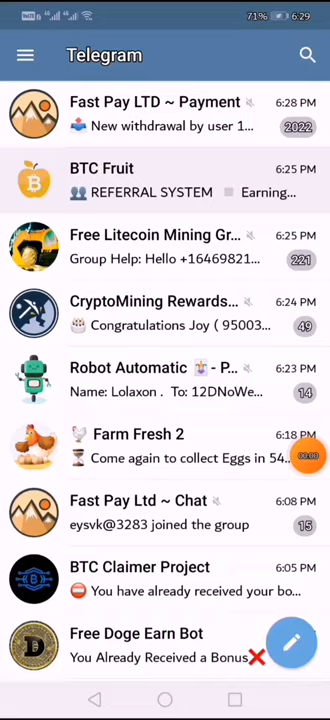 71% 6:29
Telegram
Fast Pay LTD ~ Payment 6:28 PM
New withdrawal by user 1... 2022
BTC Fruit 6:25 PM
REFERRAL SYSTEM Earning...
Free Litecoin Mining Gr... 6:25 PM
Group Help: Hello +16469821... 221
CryptoMining Rewards... 6:24 PM
Congratulations Joy ( 95003... 49
Robot Automatic 🃏 - P... 6:23 PM
Name: Lolaxon . To: 12DNoWe... 14
🐓 Farm Fresh 2 6:18 PM
⏳ Come again to collect Eggs in 54... 00:00
Fast Pay Ltd ~ Chat 6:08 PM
eysvk@3283 joined the group 15
BTC Claimer Project 6:05 PM
⛔ You have already received your bo...
Free Doge Earn Bot
You Already Received a Bonus❌